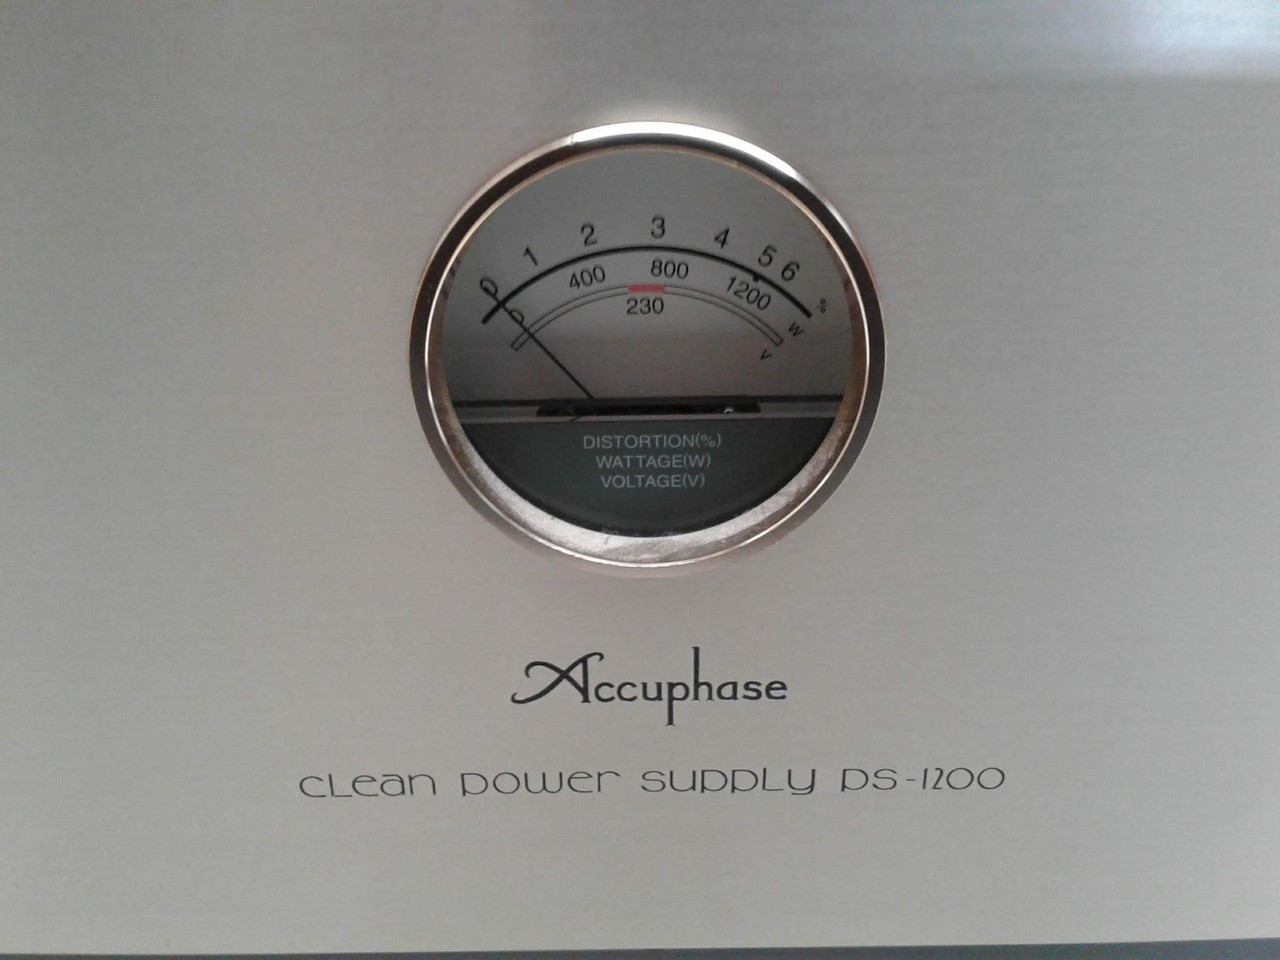 0 1 2 3 4 5 6 %
0 400 800 1200 W
230 V
DISTORTION(%)
WATTAGE(W)
VOLTAGE(V)
Accuphase
CLean power suppLy PS-1200